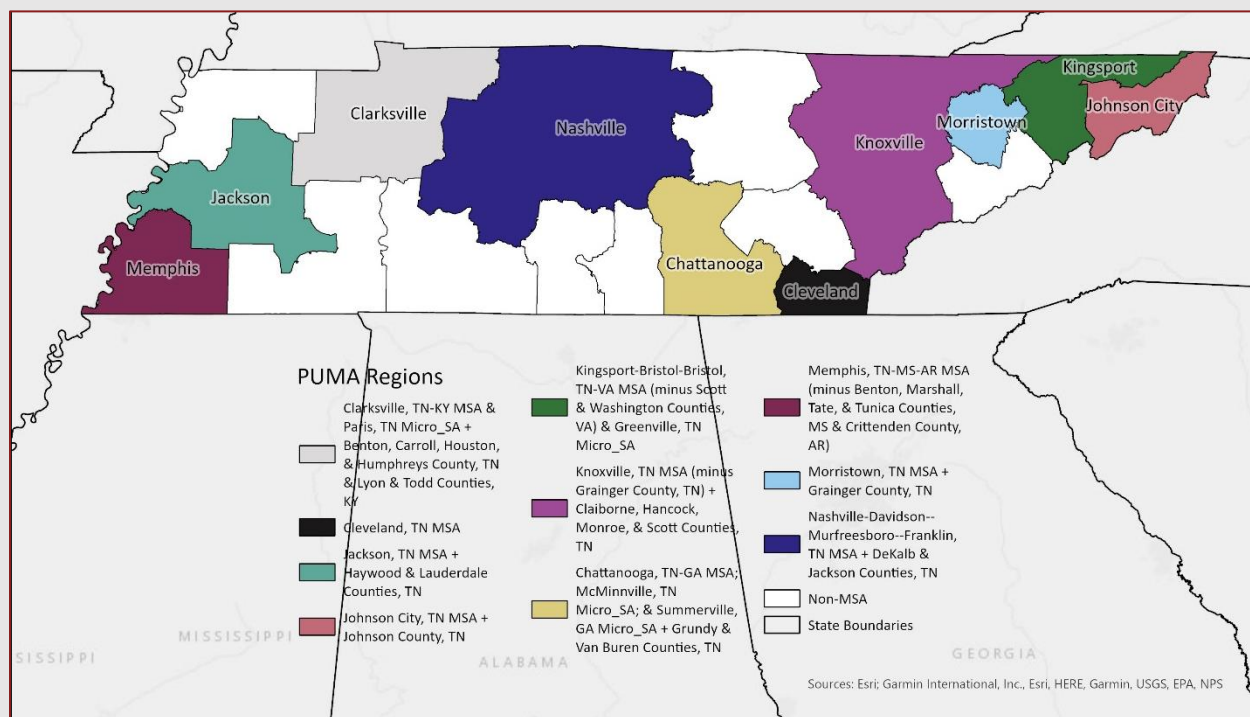 Kingsport
Johnson City
Clarksville
Morristown
Nashville
Knoxville
Jackson
Memphis
Chattanooga
Cleveland
PUMA Regions
Clarksville, TN-KY MSA &
Paris, TN Micro_SA +
Benton, Carroll, Houston,
& Humphreys County, TN
& Lyon & Todd Counties,
KY
Cleveland, TN MSA
Jackson, TN MSA +
Haywood & Lauderdale
Counties, TN
Johnson City, TN MSA +
Johnson County, TN
Kingsport-Bristol-Bristol,
TN-VA MSA (minus Scott
& Washington Counties,
VA) & Greenville, TN
Micro_SA
Knoxville, TN MSA (minus
Grainger County, TN) +
Claiborne, Hancock,
Monroe, & Scott Counties,
TN
Chattanooga, TN-GA MSA;
McMinnville, TN
Micro_SA; & Summerville,
GA Micro_SA + Grundy &
Van Buren Counties, TN
Memphis, TN-MS-AR MSA
(minus Benton, Marshall,
Tate, & Tunica Counties,
MS & Crittenden County,
AR)
Morristown, TN MSA +
Grainger County, TN
Nashville-Davidson--
Murfreesboro--Franklin,
TN MSA + DeKalb &
Jackson Counties, TN
Non-MSA
State Boundaries
MISSISSIPPI
SISSIPPI
ALABAMA
GEORGIA
Sources: Esri; Garmin International, Inc., Esri, HERE, Garmin, USGS, EPA, NPS